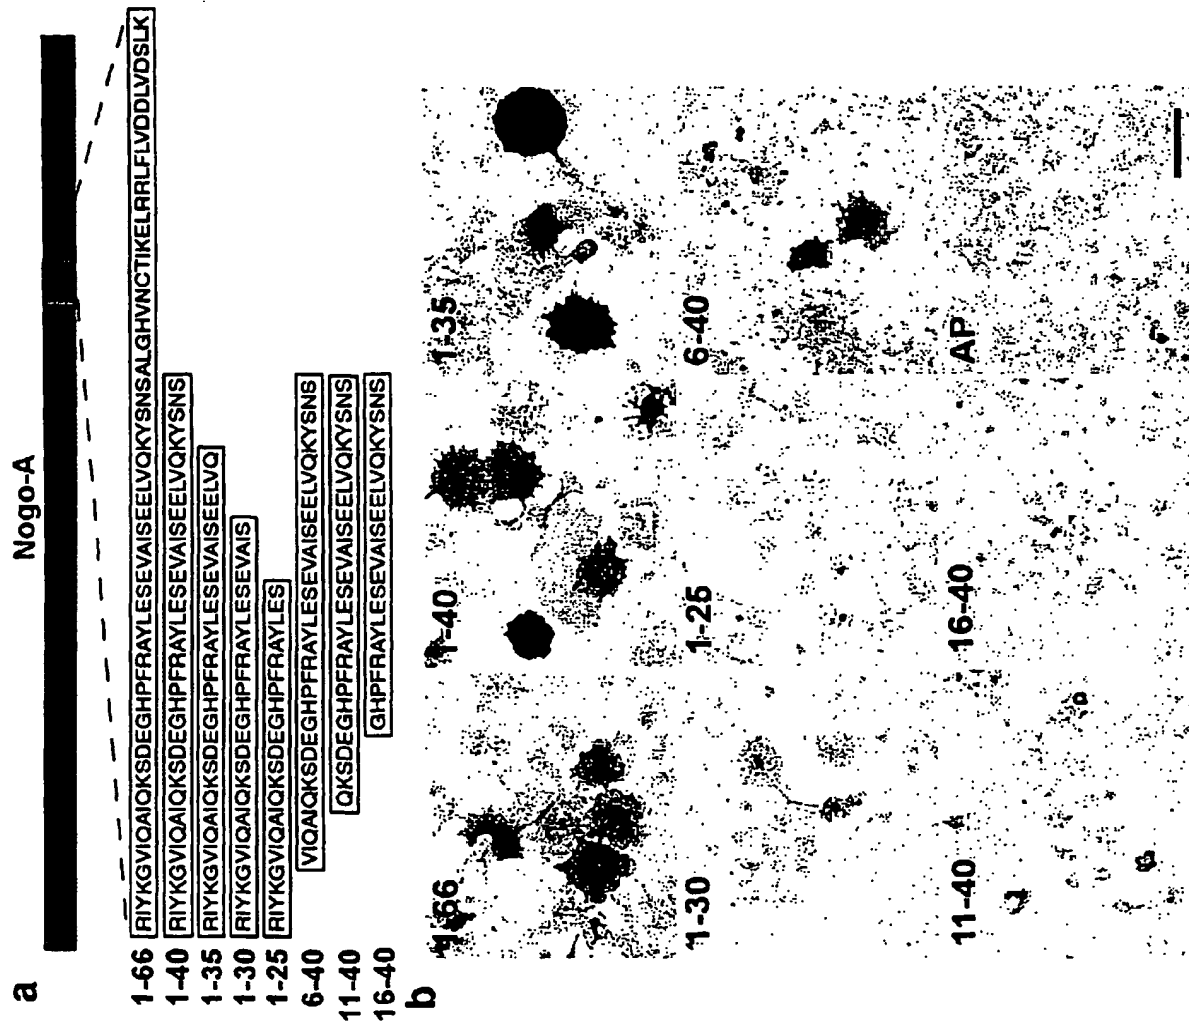 a
Nogo-A
1-66 RIYKGVIQAIQKSDEGHPFRAYLESEVAISEELVQKYSNSALGHVNCTIKELRRLFLVDDLVDSLK
1-40 RIYKGVIQAIQKSDEGHPFRAYLESEVAISEELVQKYSNS
1-35 RIYKGVIQAIQKSDEGHPFRAYLESEVAISEELVQ
1-30 RIYKGVIQAIQKSDEGHPFRAYLESEVAIS
1-25 RIYKGVIQAIQKSDEGHPFRAYLES
6-40 VIQAQKSDEGHPFRAYLESEVAISEELVQKYSNS
11-40 QKSDEGHPFRAYLESEVAISEELVQKYSNS
16-40 GHPFRAYLESEVAISEELVQKYSNS
b
1-66 1-40 1-35
1-30 1-25 6-40
11-40 16-40 AP